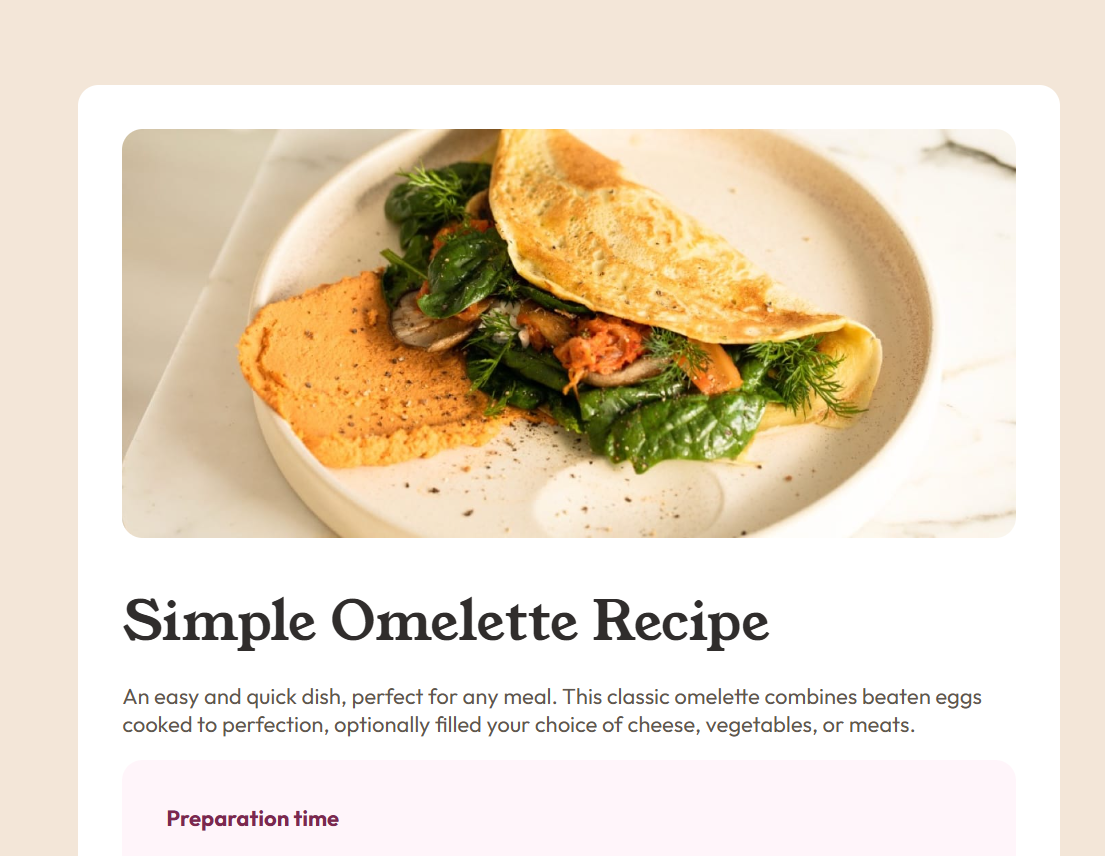 Simple Omelette Recipe
An easy and quick dish, perfect for any meal. This classic omelette combines beaten eggs
cooked to perfection, optionally filled your choice of cheese, vegetables, or meats.
Preparation time